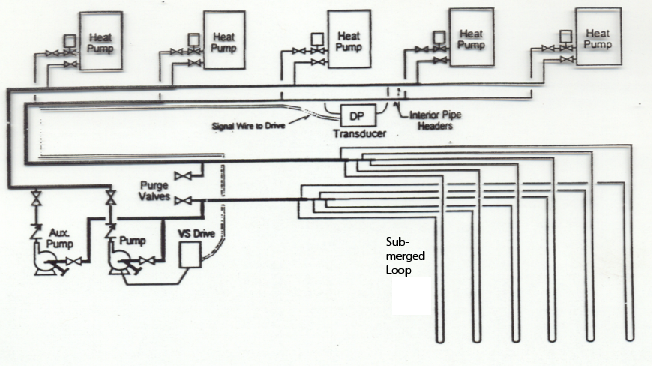 Heat
Pump
Heat
Pump
Heat
Pump
Heat
Pump
Heat
Pump
DP
Transducer
Signal Wire to Drive
Interior Pipe
Headers
Purge
Valves
Aux.
Pump
Pump
VS Drive
Sub-
merged
Loop